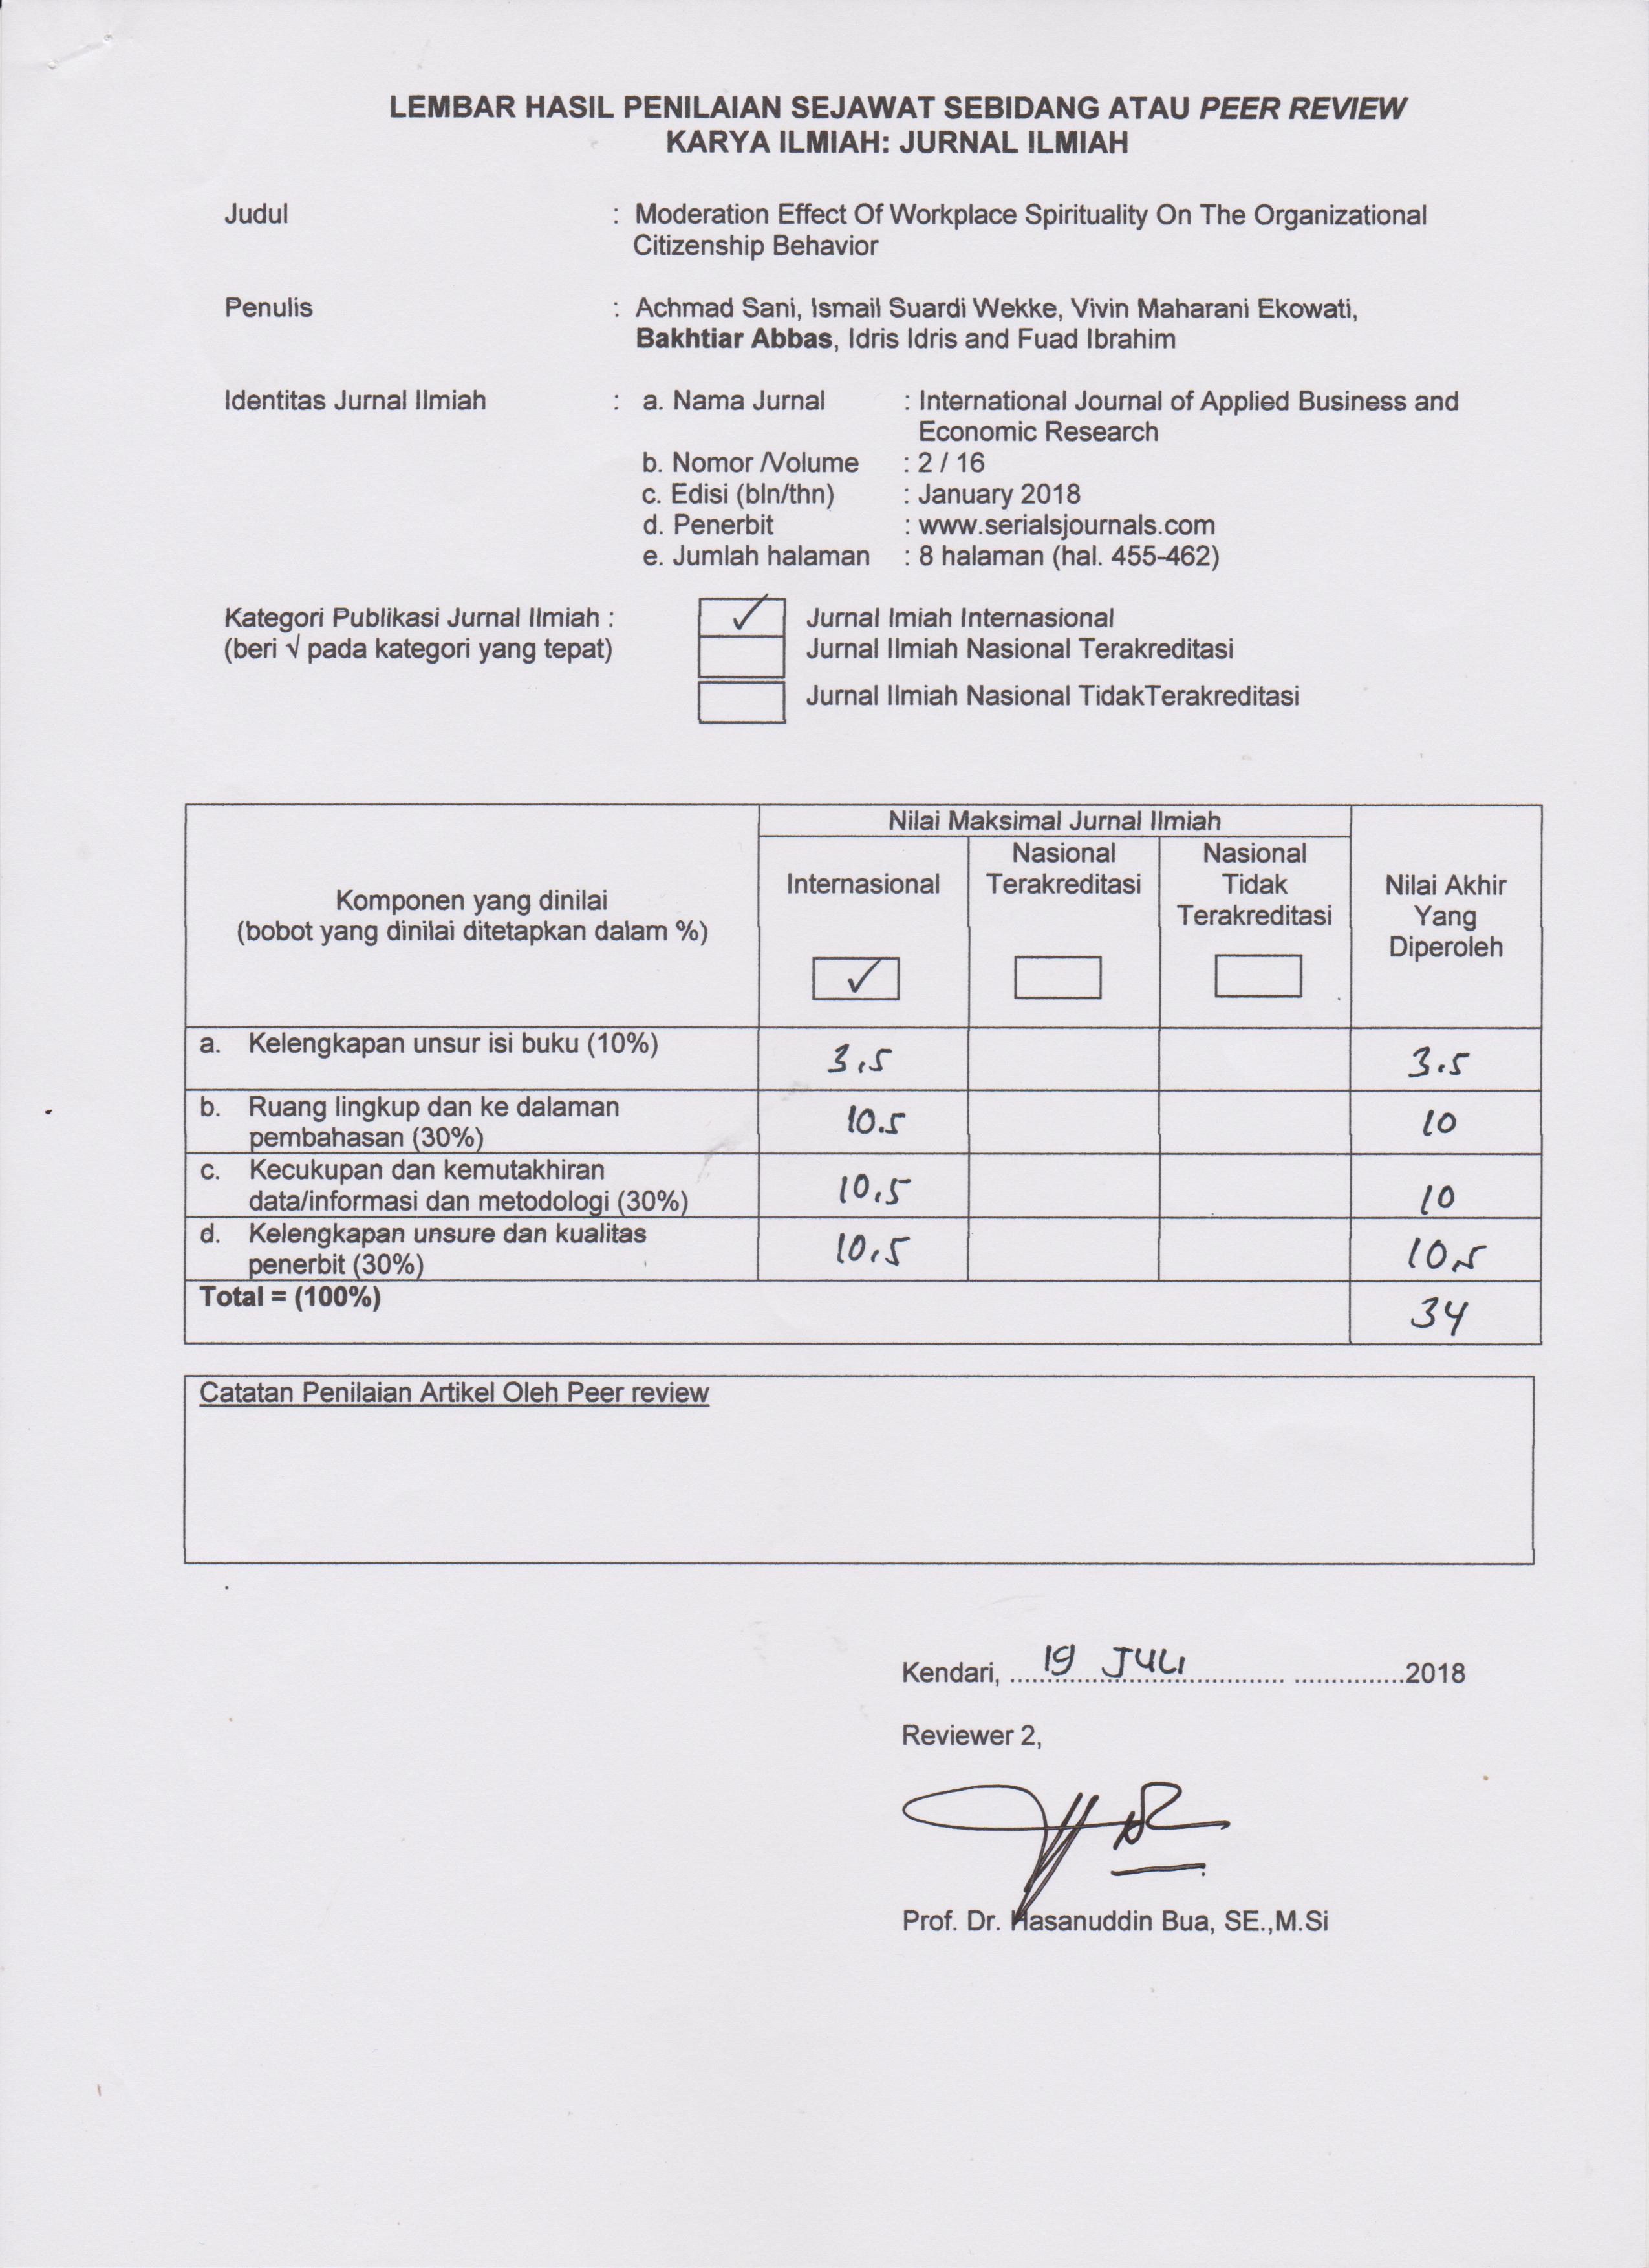 LEMBAR HASIL PENILAIAN SEJAWAT SEBIDANG ATAU PEER REVIEW
KARYA ILMIAH: JURNAL ILMIAH
Judul : Moderation Effect Of Workplace Spirituality On The Organizational
Citizenship Behavior
Penulis : Achmad Sani, Ismail Suardi Wekke, Vivin Maharani Ekowati,
Bakhtiar Abbas, Idris Idris and Fuad Ibrahim
Identitas Jurnal Ilmiah : a. Nama Jurnal : International Journal of Applied Business and
Economic Research
b. Nomor /Volume : 2 / 16
c. Edisi (bln/thn) : January 2018
d. Penerbit : www.serialsjournals.com
e. Jumlah halaman : 8 halaman (hal. 455-462)
Kategori Publikasi Jurnal Ilmiah : ✓ Jurnal Imiah Internasional
(beri √ pada kategori yang tepat) Jurnal Ilmiah Nasional Terakreditasi
Jurnal Ilmiah Nasional TidakTerakreditasi
Komponen yang dinilai
(bobot yang dinilai ditetapkan dalam %)
Nilai Maksimal Jurnal Ilmiah
Internasional
✓
Nasional
Terakreditasi
Nasional
Tidak
Terakreditasi
Nilai Akhir
Yang
Diperoleh
a. Kelengkapan unsur isi buku (10%) 3,5 3.5
b. Ruang lingkup dan ke dalaman
pembahasan (30%) 10.5 10
c. Kecukupan dan kemutakhiran
data/informasi dan metodologi (30%) 10,5 10
d. Kelengkapan unsure dan kualitas
penerbit (30%) 10,5 10,5
Total = (100%) 34
Catatan Penilaian Artikel Oleh Peer review
Kendari, 19 JULI 2018
Reviewer 2,
Prof. Dr. Hasanuddin Bua, SE.,M.Si